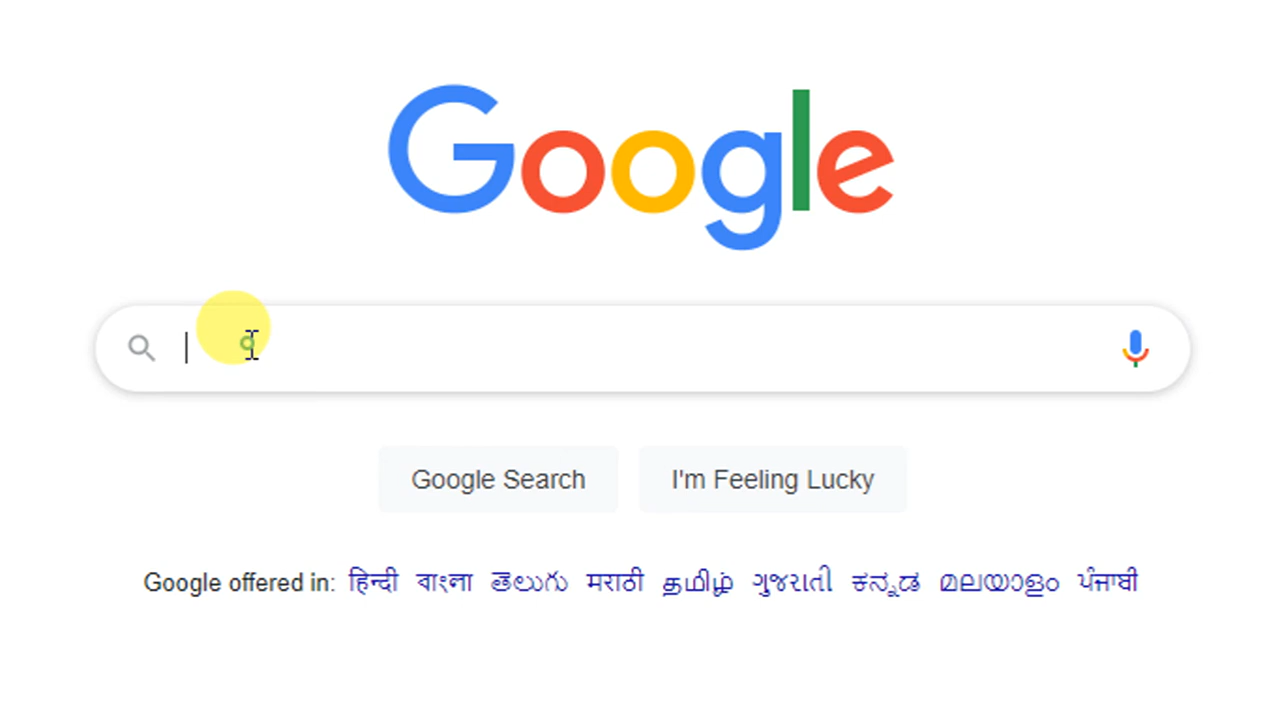 Google
Google Search I'm Feeling Lucky
Google offered in: हिन्दी বাংলা తెలుగు मराठी தமிழ் ગુજરાતી ಕನ್ನಡ മലയാളം ਪੰਜਾਬੀ